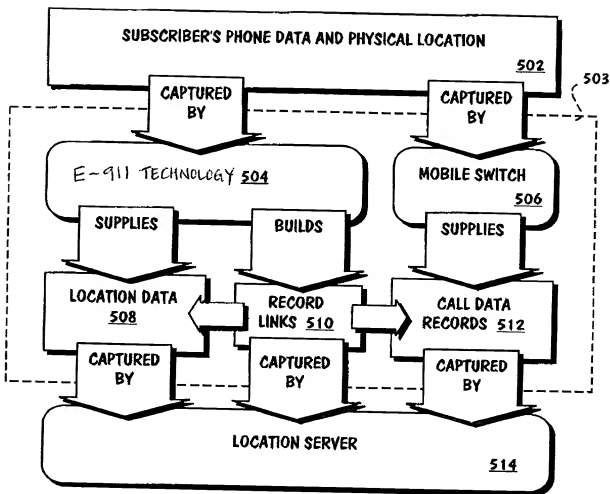 SUBSCRIBER'S PHONE DATA AND PHYSICAL LOCATION
502
503
CAPTURED BY
CAPTURED BY
E-911 TECHNOLOGY 504
MOBILE SWITCH
506
SUPPLIES
BUILDS
SUPPLIES
LOCATION DATA
508
RECORD
LINKS 510
CALL DATA
RECORDS 512
CAPTURED
BY
CAPTURED
BY
CAPTURED
BY
LOCATION SERVER
514